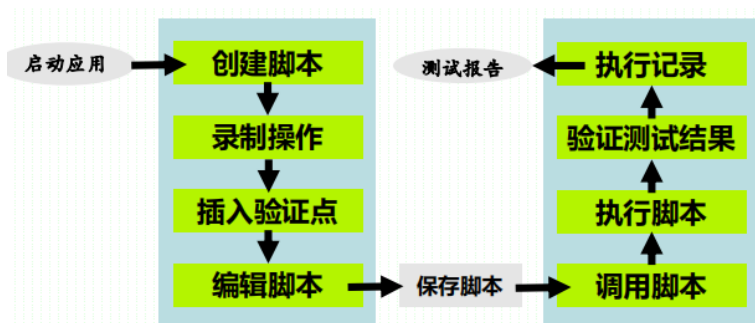 启动应用
创建脚本
录制操作
插入验证点
编辑脚本
保存脚本
调用脚本
执行脚本
验证测试结果
执行记录
测试报告